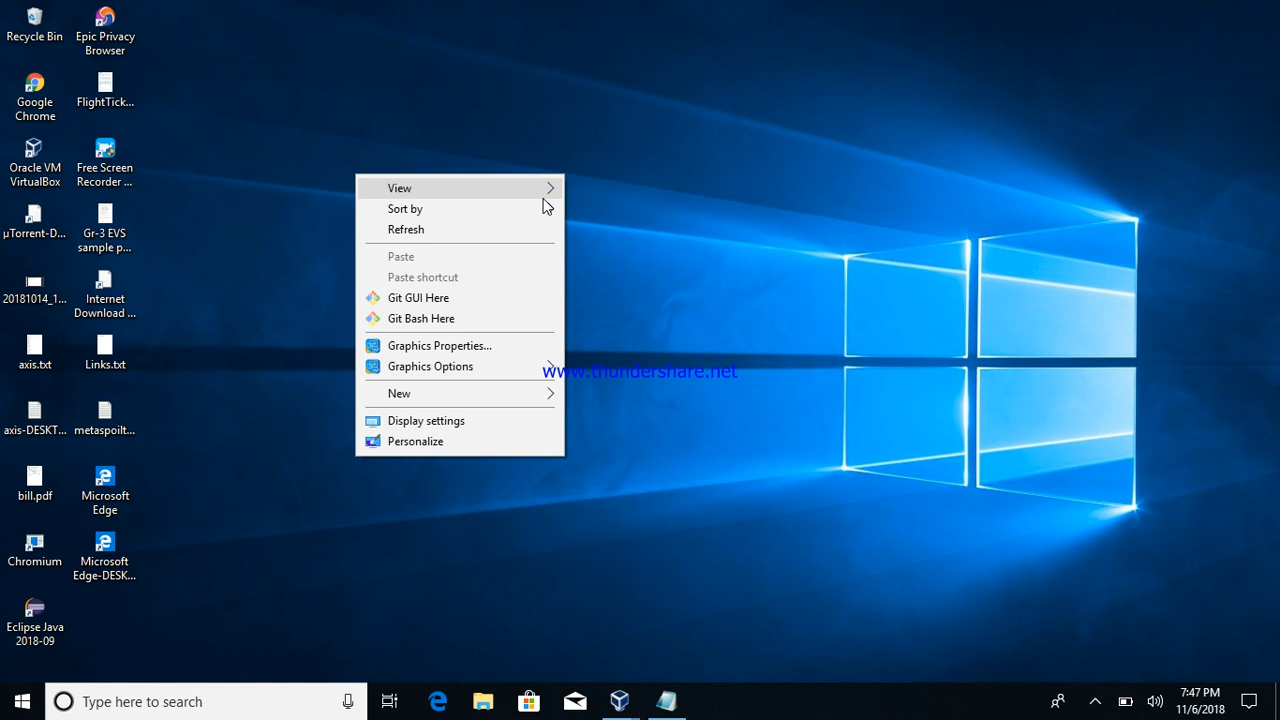 Recycle Bin
Epic Privacy
Browser
Google
Chrome
FlightTick...
Oracle VM
VirtualBox
Free Screen
Recorder ...
µTorrent-D...
Gr-3 EVS
sample p...
20181014_1...
Internet
Download ...
axis.txt
Links.txt
axis-DESKT...
metaspoilt...
bill.pdf
Microsoft
Edge
Chromium
Microsoft
Edge-DESK...
Eclipse Java
2018-09
View
Sort by
Refresh
Paste
Paste shortcut
Git GUI Here
Git Bash Here
Graphics Properties...
Graphics Options
New
Display settings
Personalize
www.thundershare.net
Type here to search
7:47 PM
11/6/2018